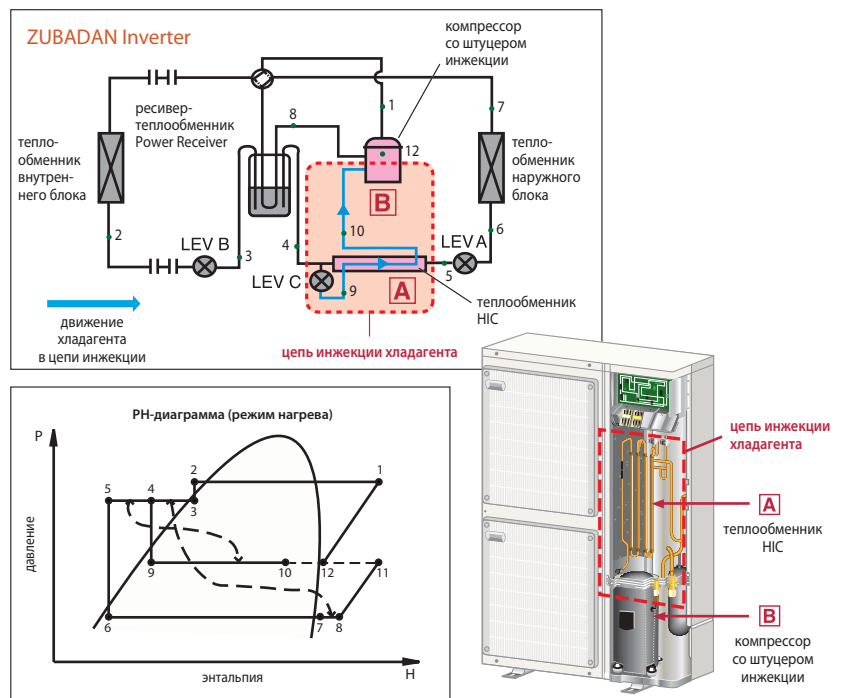 ZUBADAN Inverter
компрессор
со штуцером
инжекции
ресивер-
теплообменник
Power Receiver
8
1
7
12
тепло-
обменник
внутрен-
него блока
тепло-
обменник
наружного
блока
B
2
10
6
LEV B
3
4
LEV A
5
LEV C
9
A
теплообменник
HIC
движение
хладагента
в цепи инжекции
цепь инжекции хладагента
PH-диаграмма (режим нагрева)
P
давление
5
4
2
3
1
9
10
12
11
6
7
8
энтальпия
H
цепь инжекции
хладагента
A
теплообменник
HIC
B
компрессор
со штуцером
инжекции